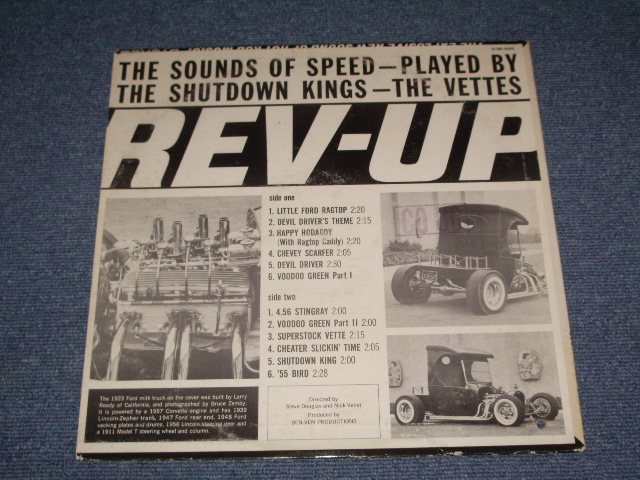 THE SOUNDS OF SPEED—PLAYED BY
THE SHUTDOWN KINGS—THE VETTES
REV-UP
side one
1. LITTLE FORD RAGTOP 2:20
2. DEVIL DRIVER'S THEME 2:15
3. HAPPY HODADDY
(With Ragtop Caddy) 2:20
4. CHEVEY SCARFER 2:05
5. DEVIL DRIVER 2:30
6. VOODOO GREEN Part I
side two
1. 4.56 STINGRAY 2:00
2. VOODOO GREEN Part II 2:00
3. SUPERSTOCK VETTE 2:15
4. CHEATER SLICKIN' TIME 2:05
5. SHUTDOWN KING 2:00
6. '55 BIRD 2:28
The 1923 Ford milk truck on the cover was built by Larry
Ready of California, and photographed by Bruce Zemby.
It is powered by a 1957 Corvette engine and has 1939
Lincoln-Zepher trans, 1947 Ford rear end, 1948 Ford
backing plates and drums, 1956 Lincoln steering gear and
a 1911 Model T steering wheel and column.
Directed by
Steve Douglas and Nick Venet
Produced by
BEN-VEN PRODUCTIONS